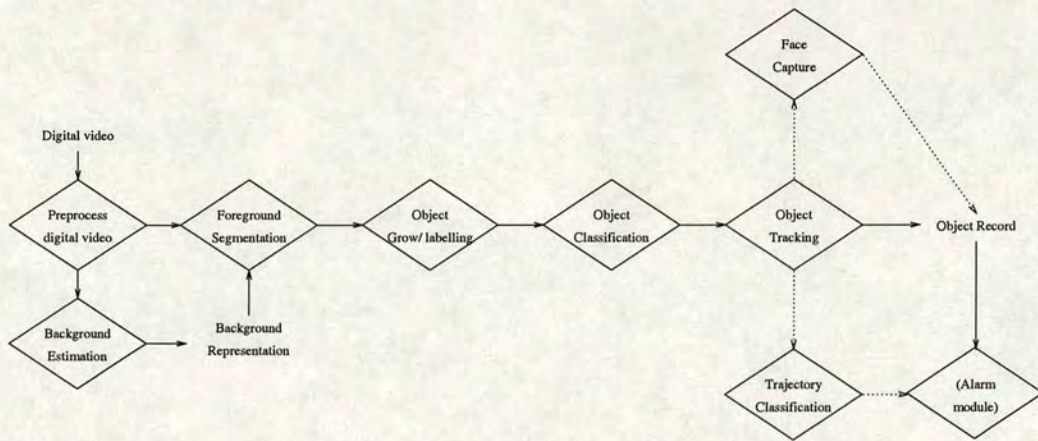 Face
Capture
Digital video
Preprocess
digital video
Foreground
Segmentation
Object
Grow/ labelling
Object
Classification
Object
Tracking
Object Record
Background
Estimation
Background
Representation
Trajectory
Classification
(Alarm
module)